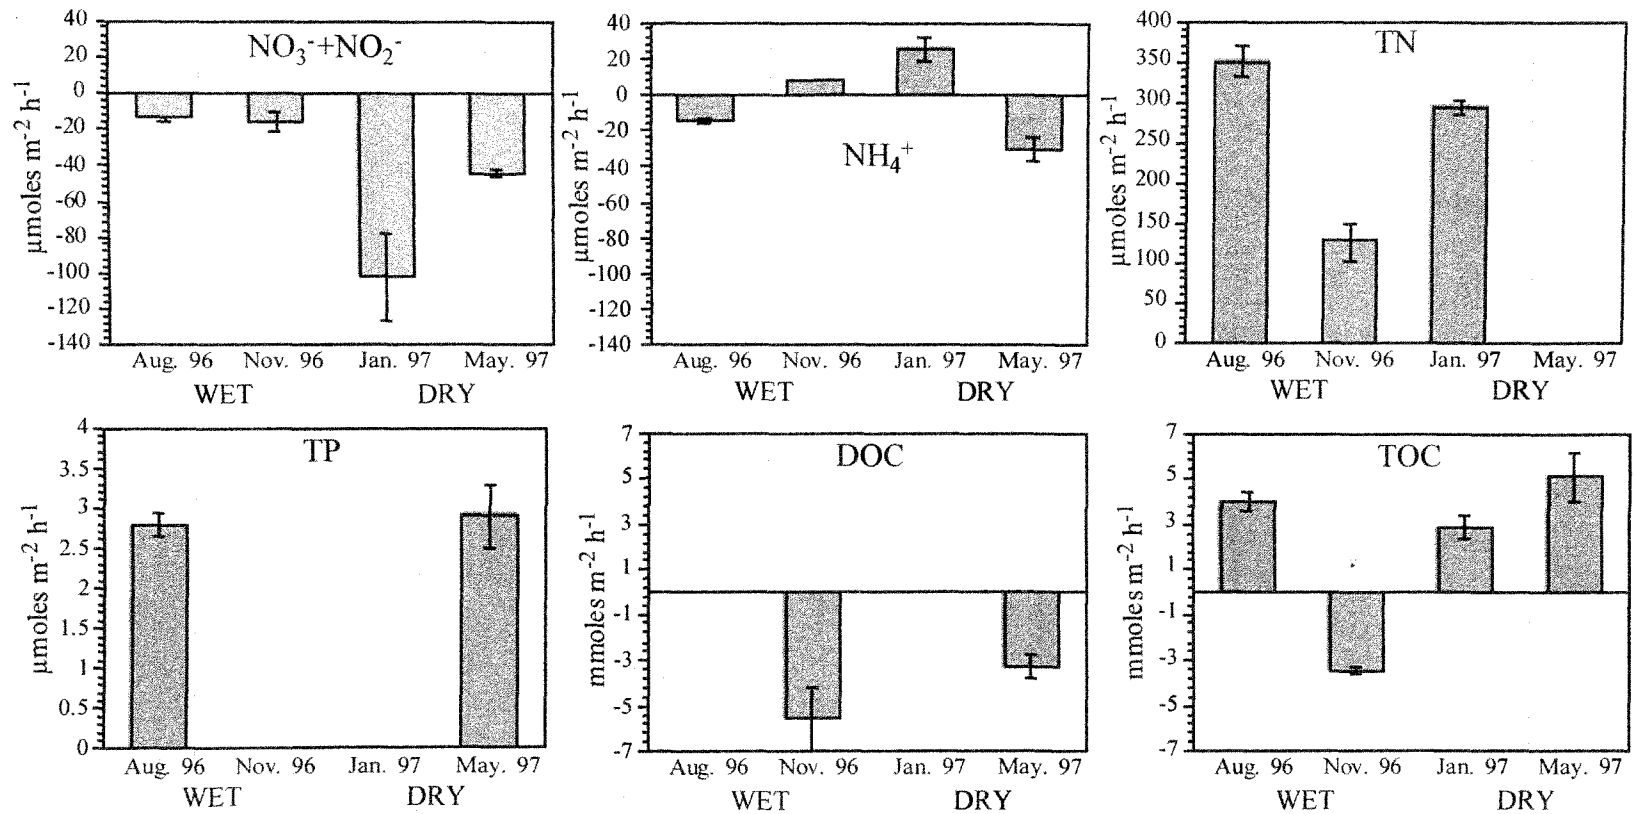 NO₃⁻+NO₂⁻
μmoles m⁻² h⁻¹
40
20
0
-20
-40
-60
-80
-100
-120
-140
Aug. 96 Nov. 96 Jan. 97 May. 97
WET DRY
NH₄⁺
μmoles m⁻² h⁻¹
40
20
0
-20
-40
-60
-80
-100
-120
-140
Aug. 96 Nov. 96 Jan. 97 May. 97
WET DRY
TN
μmoles m⁻² h⁻¹
400
350
300
250
200
150
100
50
0
Aug. 96 Nov. 96 Jan. 97 May. 97
WET DRY
TP
μmoles m⁻² h⁻¹
4
3.5
3
2.5
2
1.5
1
0.5
0
Aug. 96 Nov. 96 Jan. 97 May. 97
WET DRY
DOC
mmoles m⁻² h⁻¹
7
5
3
1
-1
-3
-5
-7
Aug. 96 Nov. 96 Jan. 97 May. 97
WET DRY
TOC
mmoles m⁻² h⁻¹
7
5
3
1
-1
-3
-5
-7
Aug. 96 Nov. 96 Jan. 97 May. 97
WET DRY